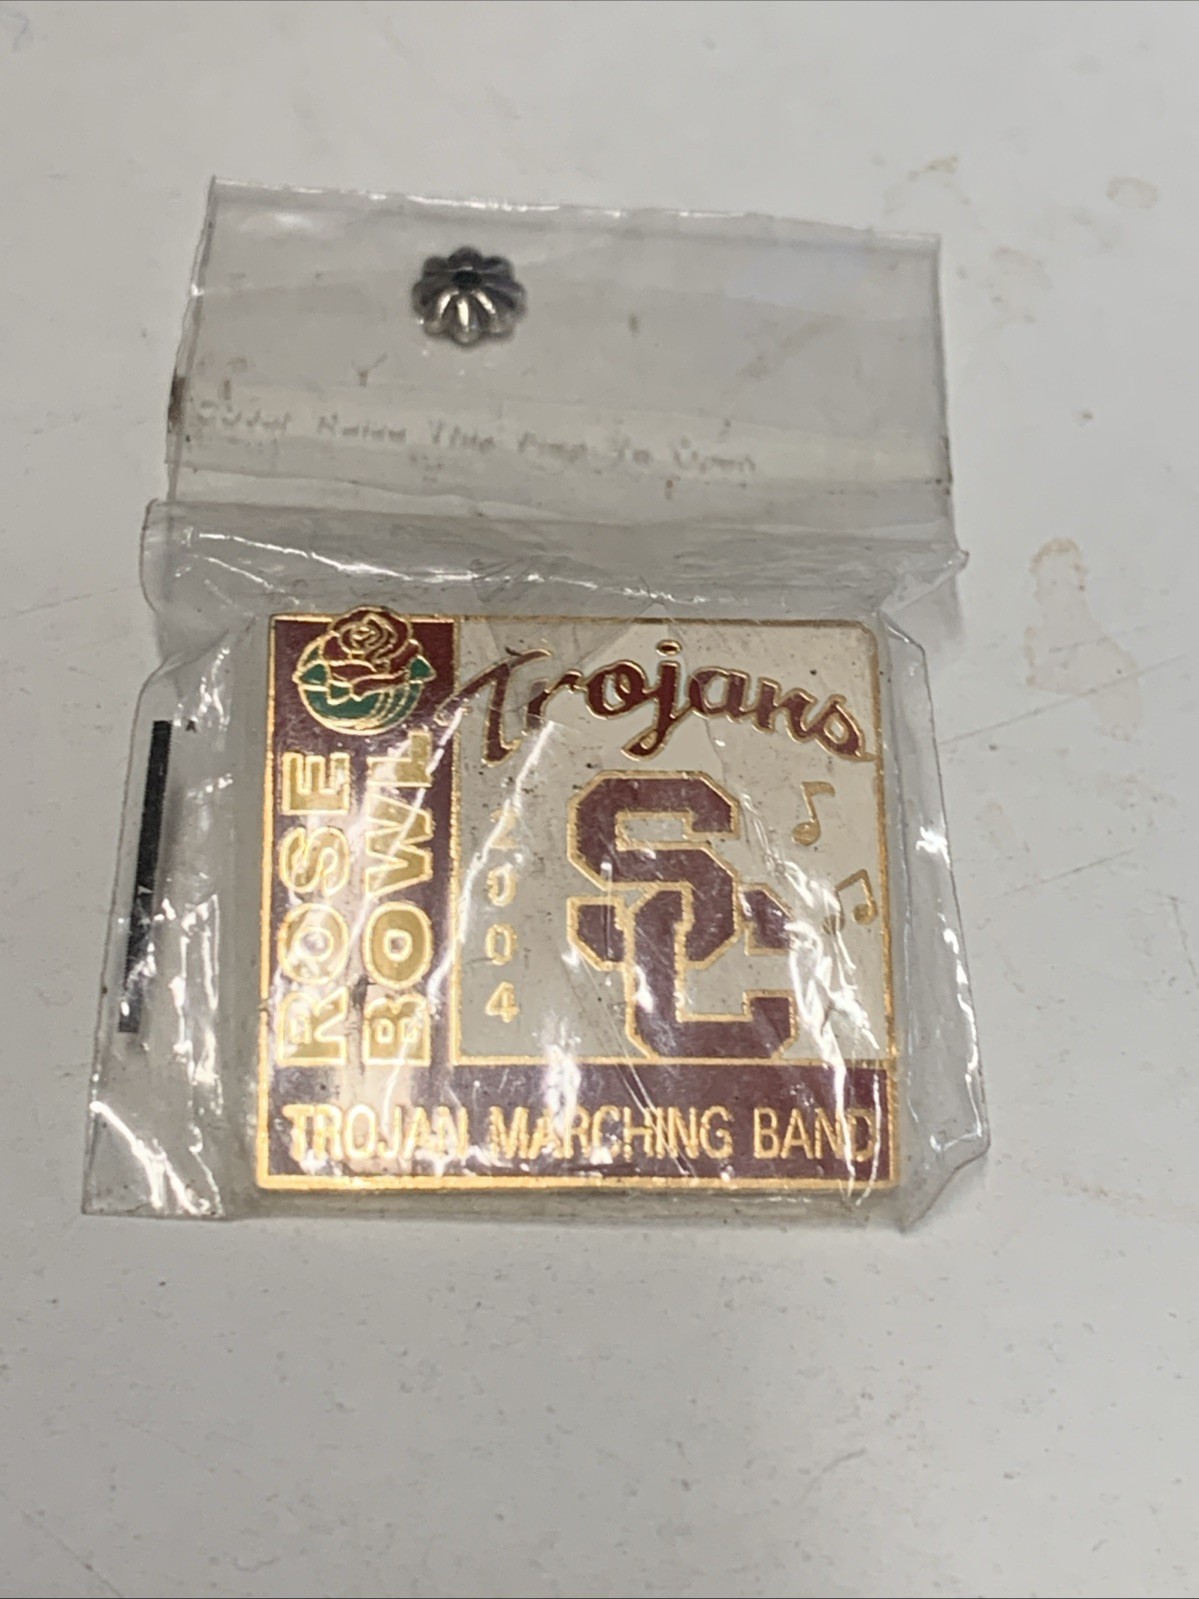 Trojans
ROSE
BOWL
2004
SC
TROJAN MARCHING BAND